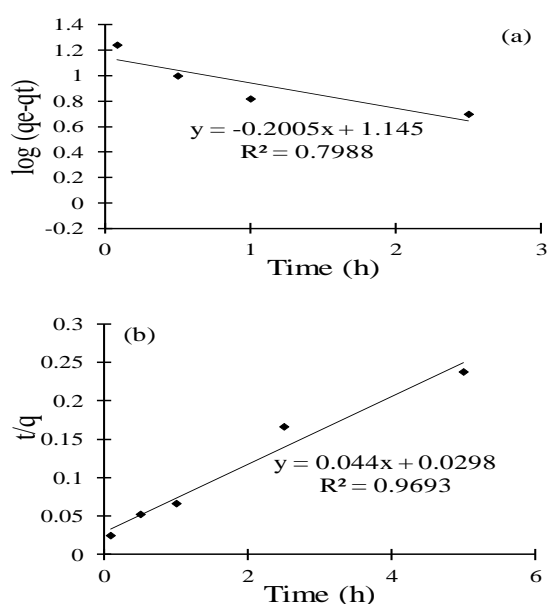 1.4
1.2
1
0.8
0.6
0.4
0.2
0
-0.2
log (qe-qt)
(a)
y = -0.2005x + 1.145
R² = 0.7988
0 1 2 3
Time (h)
0.3
0.25
0.2
0.15
0.1
0.05
0
t/q
(b)
y = 0.044x + 0.0298
R² = 0.9693
0 2 4 6
Time (h)